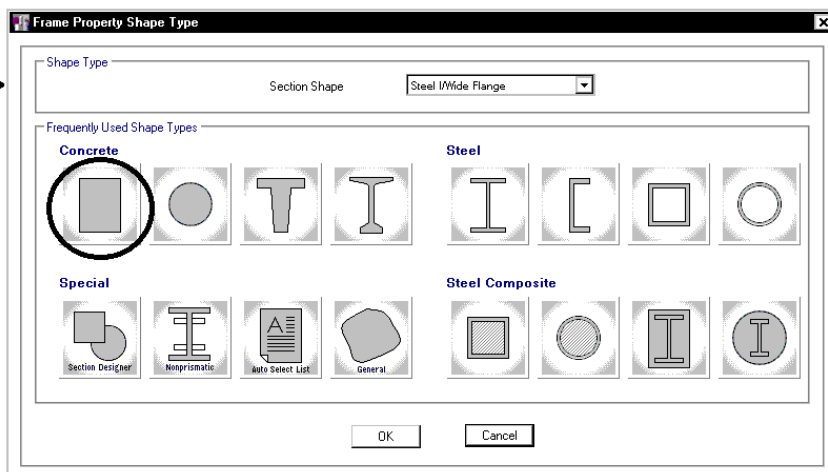 Frame Property Shape Type
Shape Type
Section Shape
Steel I/Wide Flange
Frequently Used Shape Types
Concrete
Steel
Special
Steel Composite
Section Designer
Nonprismatic
A
Auto Select List
General
OK
Cancel